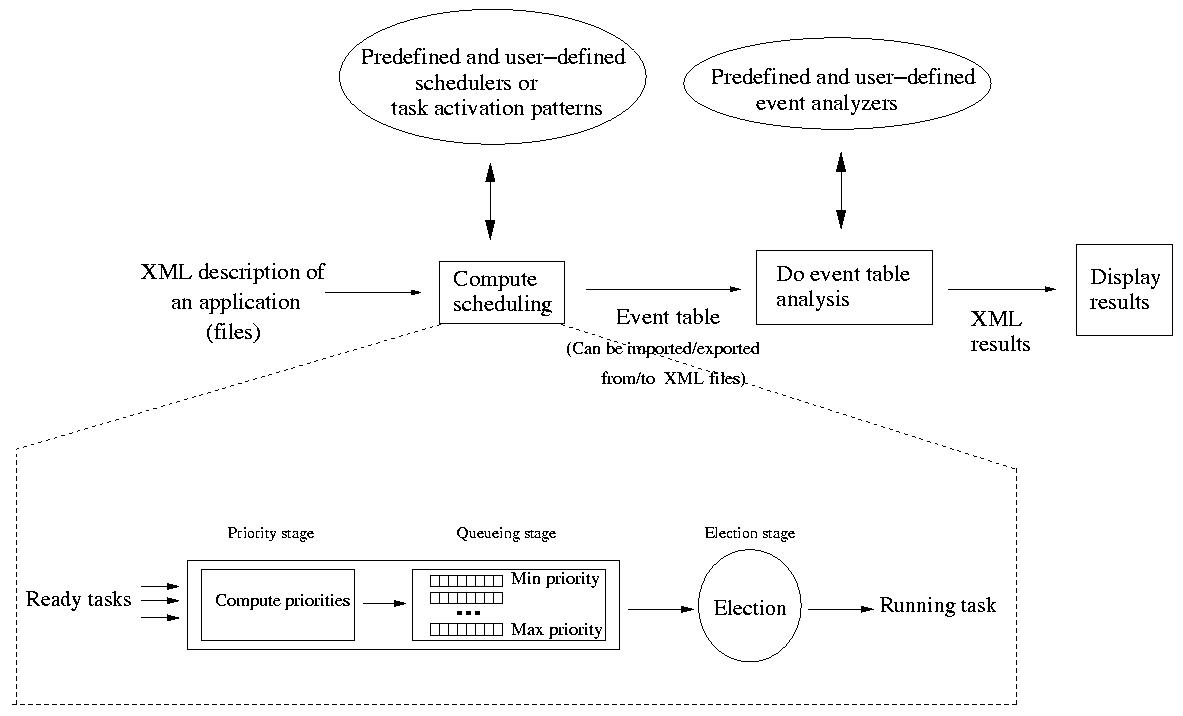 Predefined and user−defined
schedulers or
task activation patterns
Predefined and user−defined
event analyzers
XML description of
an application
(files)
Compute
scheduling
Event table
(Can be imported/exported
from/to XML files)
Do event table
analysis
XML
results
Display
results
Priority stage
Queueing stage
Election stage
Ready tasks
Compute priorities
Min priority
...
Max priority
Election
Running task